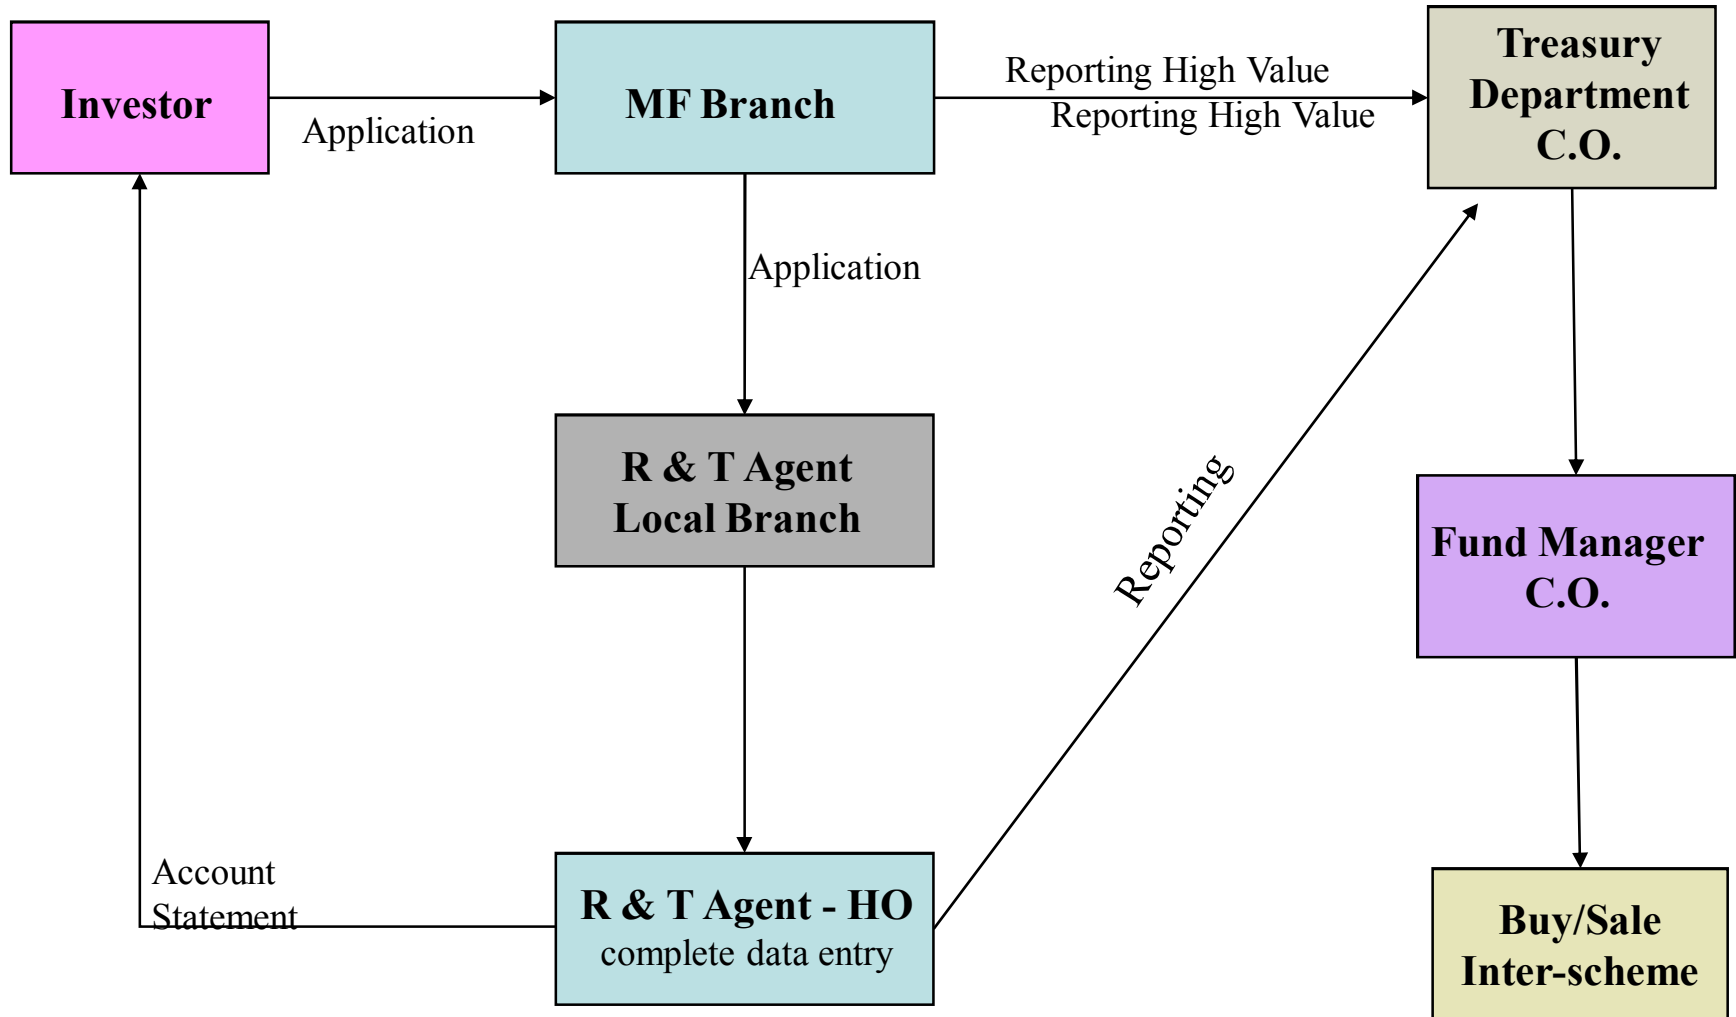 Investor
Application
MF Branch
Reporting High Value
Reporting High Value
Treasury
Department
C.O.
Application
R & T Agent
Local Branch
Reporting
Fund Manager
C.O.
Account
Statement
R & T Agent - HO
complete data entry
Buy/Sale
Inter-scheme